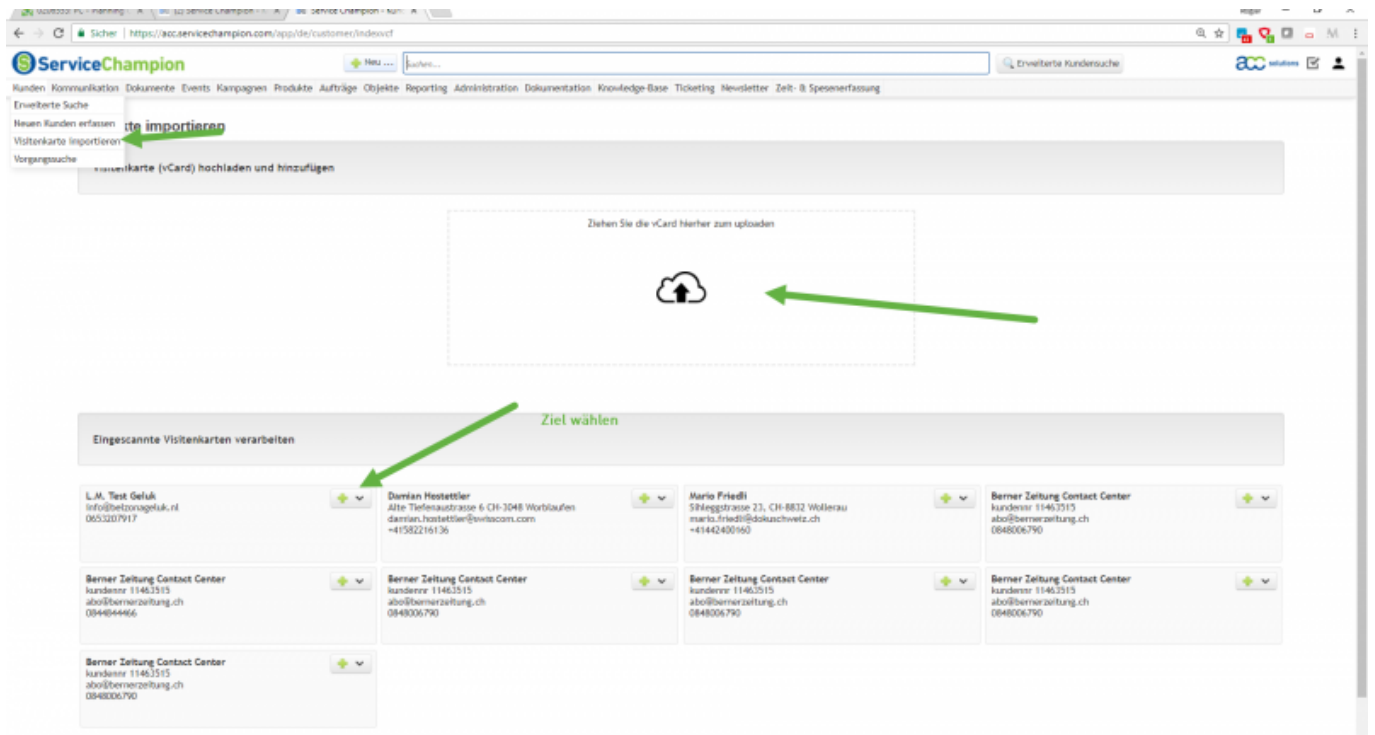 Service Champion
Sicher | https://acc.servicechampion.com/app/de/customer/indexvcf
ServiceChampion
Neu ...
Suchen...
Erweiterte Kundensuche
acc solutions
Kunden Kommunikation Dokumente Events Kampagnen Produkte Aufträge Objekte Reporting Administration Dokumentation Knowledge-Base Ticketing Newsletter Zeit- & Spesenerfassung
Erweiterte Suche
Neuen Kunden erfassen
Visitenkarte importieren
Vorgangssuche
importieren
(vCard) hochladen und hinzufügen
Ziehen Sie die vCard hierher zum uploaden
Ziel wählen
Eingescannte Visitenkarten verarbeiten
L.M. Test Geluk
info@belzonageluk.nl
0653207917
Damian Hostettler
Alte Tiefenaustrasse 6 CH-3048 Worblaufen
damian.hostettler@swisscom.com
+41582216136
Mario Friedli
Sihleggstrasse 23, CH-8832 Wollerau
mario.friedli@dokuschweiz.ch
+41442400160
Berner Zeitung Contact Center
kundennr 11463515
abo@bernerzeitung.ch
0848006790
Berner Zeitung Contact Center
kundennr 11463515
abo@bernerzeitung.ch
0844844466
Berner Zeitung Contact Center
kundennr 11463515
abo@bernerzeitung.ch
0848006790
Berner Zeitung Contact Center
kundennr 11463515
abo@bernerzeitung.ch
0848006790
Berner Zeitung Contact Center
kundennr 11463515
abo@bernerzeitung.ch
0848006790
Berner Zeitung Contact Center
kundennr 11463515
abo@bernerzeitung.ch
0848006790